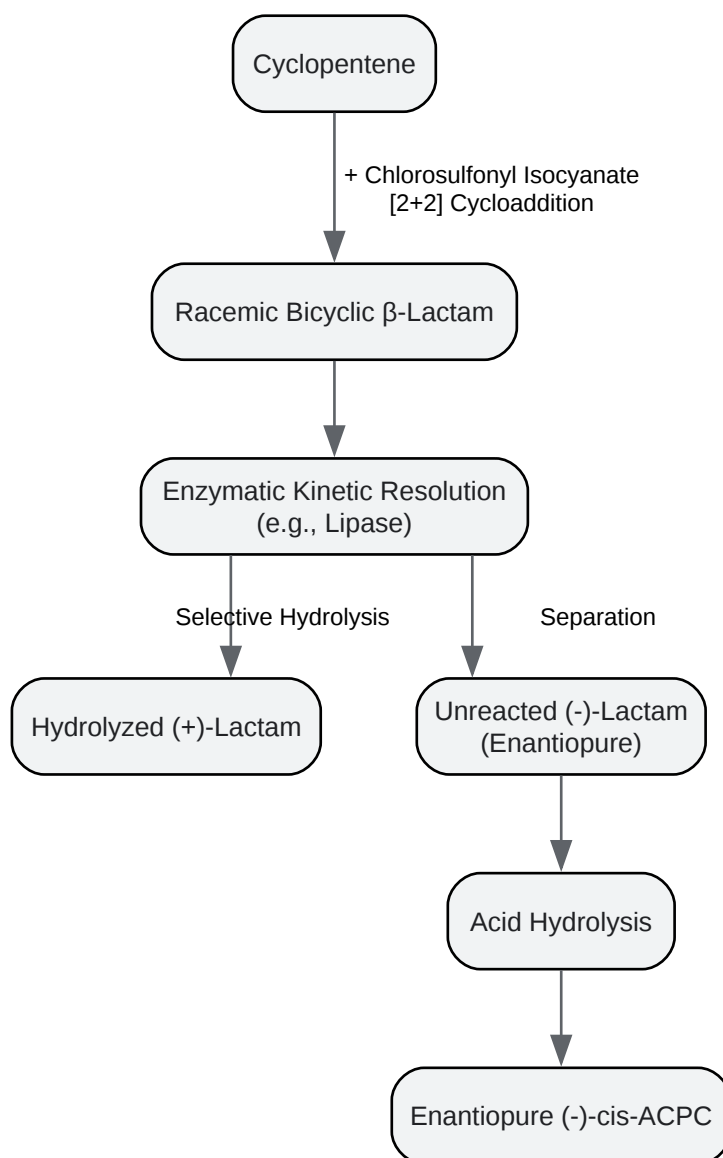 Cyclopentene
+ Chlorosulfonyl Isocyanate
[2+2] Cycloaddition
Racemic Bicyclic β-Lactam
Enzymatic Kinetic Resolution
(e.g., Lipase)
Selective Hydrolysis
Separation
Hydrolyzed (+)-Lactam
Unreacted (-)-Lactam
(Enantiopure)
Acid Hydrolysis
Enantiopure (-)-cis-ACPC